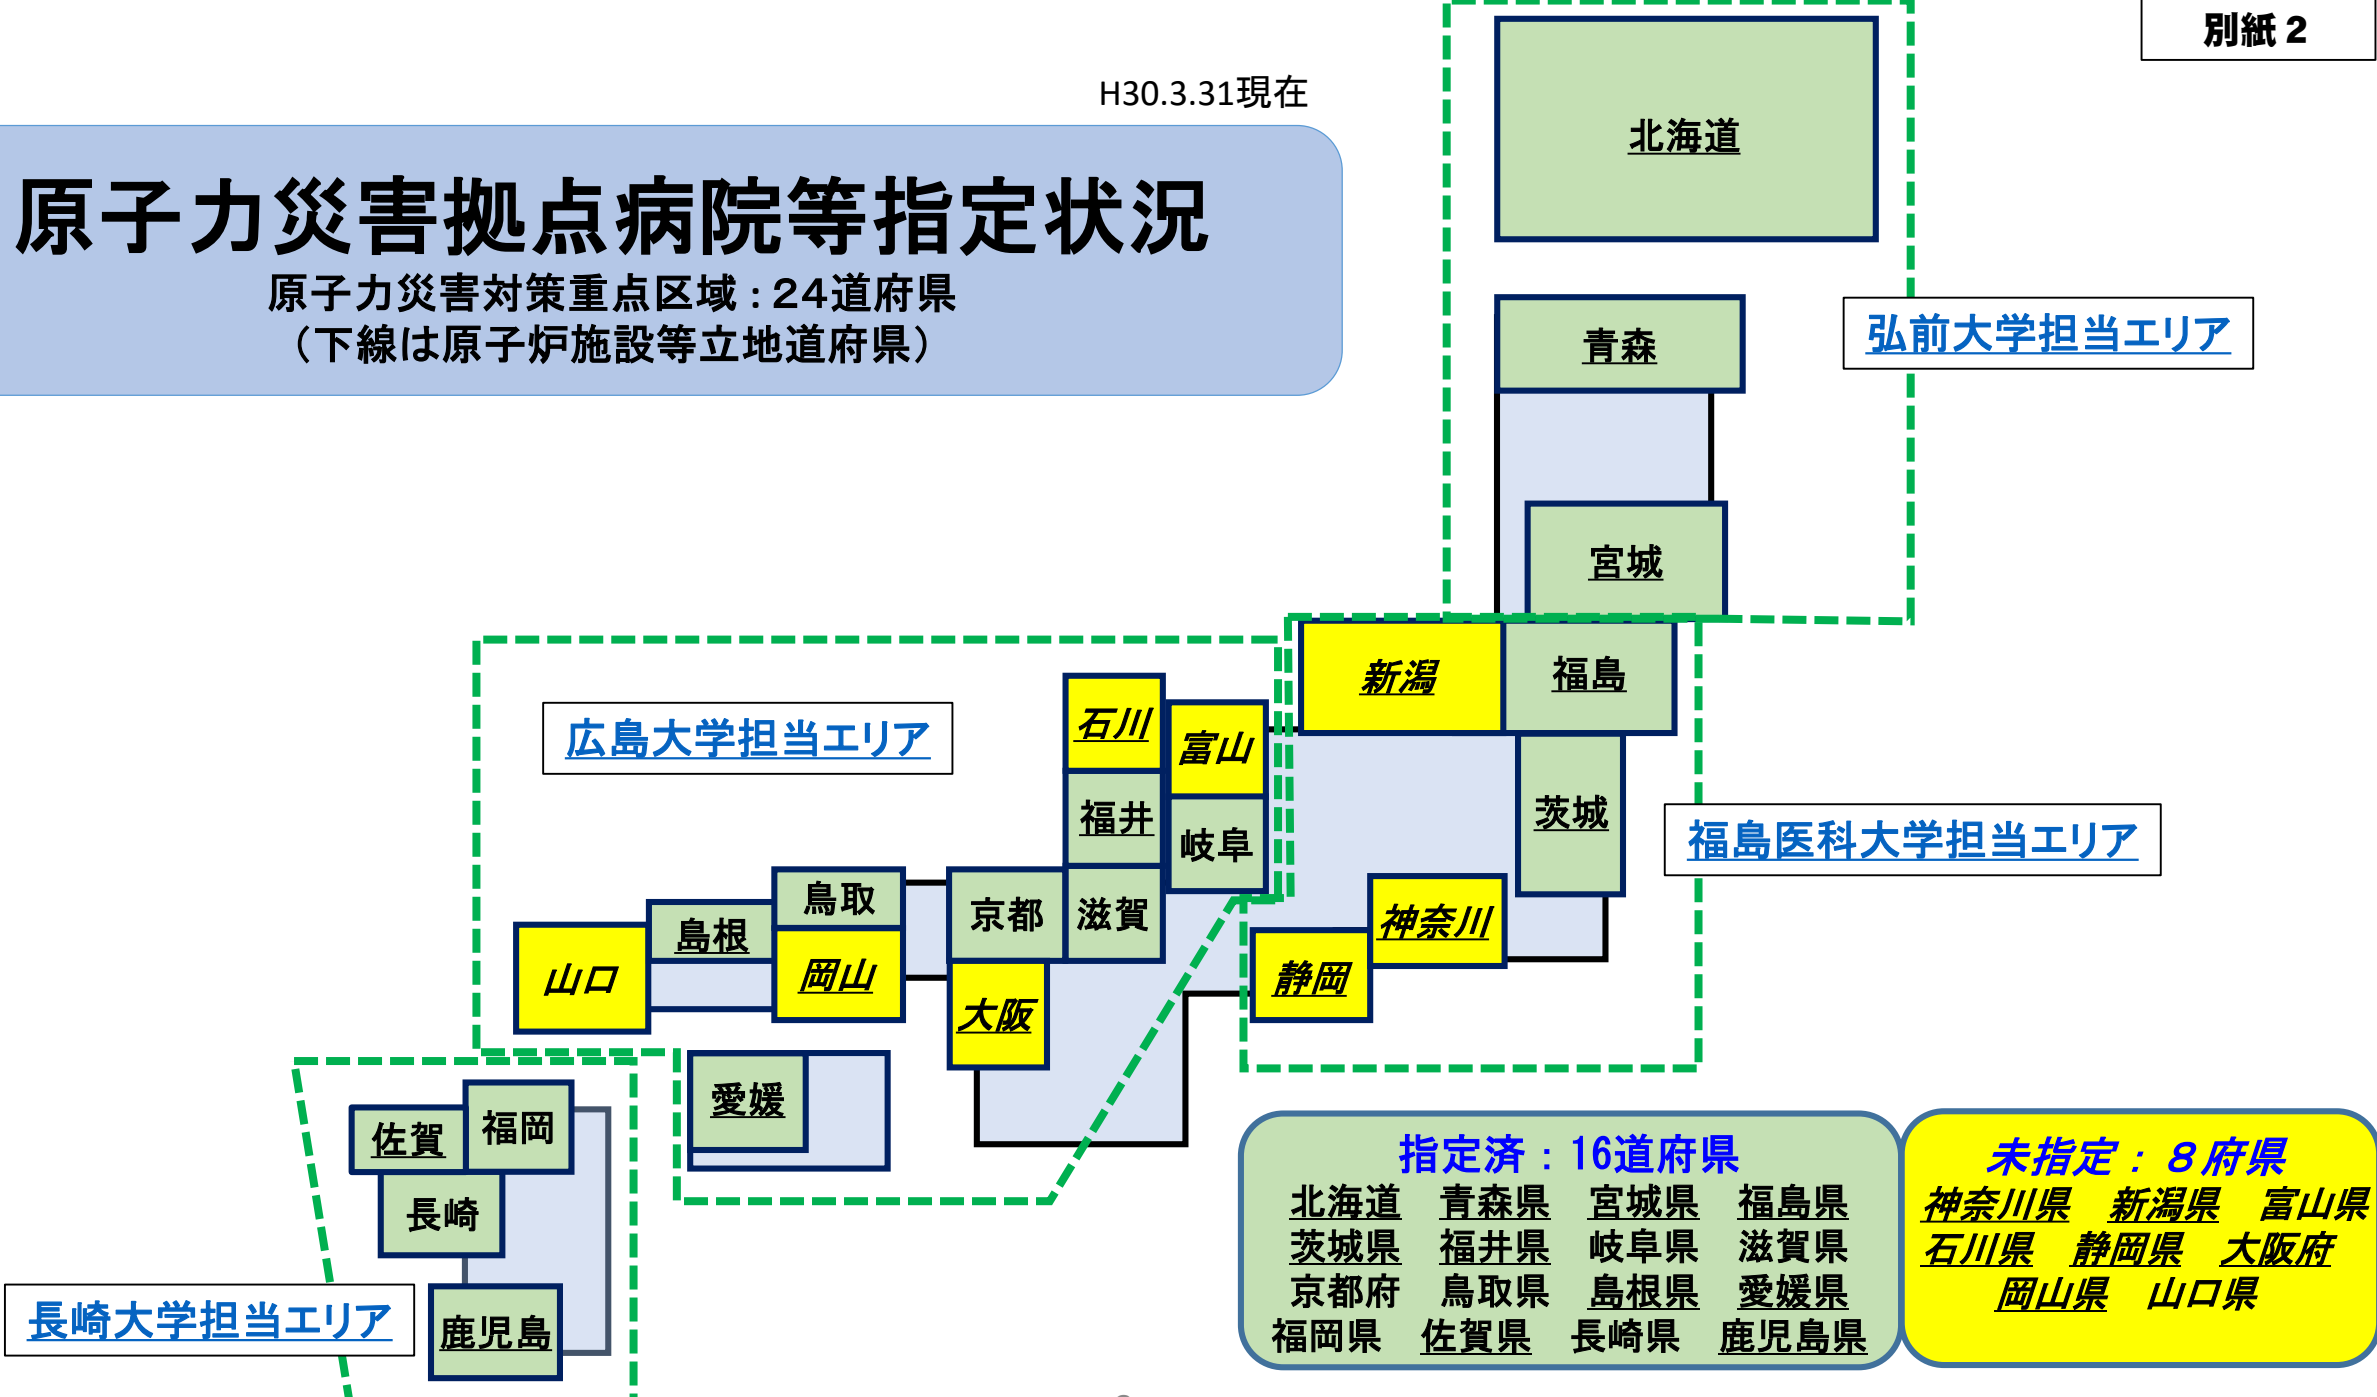 別紙２
H30.3.31現在
原子力災害拠点病院等指定状況
原子力災害対策重点区域：２４道府県
（下線は原子炉施設等立地道府県）
北海道
青森
弘前大学担当エリア
宮城
新潟
福島
石川
富山
広島大学担当エリア
福井
岐阜
茨城
福島医科大学担当エリア
鳥取
京都
滋賀
神奈川
島根
山口
岡山
静岡
大阪
愛媛
福岡
佐賀
長崎
長崎大学担当エリア
鹿児島
指定済：16道府県
北海道　青森県　宮城県　福島県
茨城県　福井県　岐阜県　滋賀県
京都府　鳥取県　島根県　愛媛県
福岡県　佐賀県　長崎県　鹿児島県
未指定：８府県
神奈川県　新潟県　富山県
石川県　静岡県　大阪府
岡山県　山口県